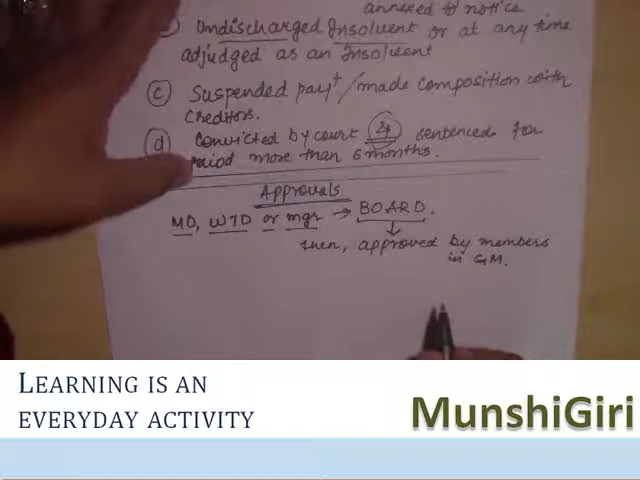 annexed to notice
Undischarged Insolvent or at any time
adjudged as an Insolvent
(c) Suspended paytt/made composition with
creditors.
(d) Convicted by court & sentenced for
period more than 6 months.
Approvals
MD, WTD or mgr → BOARD.
then, approved by members
in GM.
LEARNING IS AN
EVERYDAY ACTIVITY
MunshiGiri